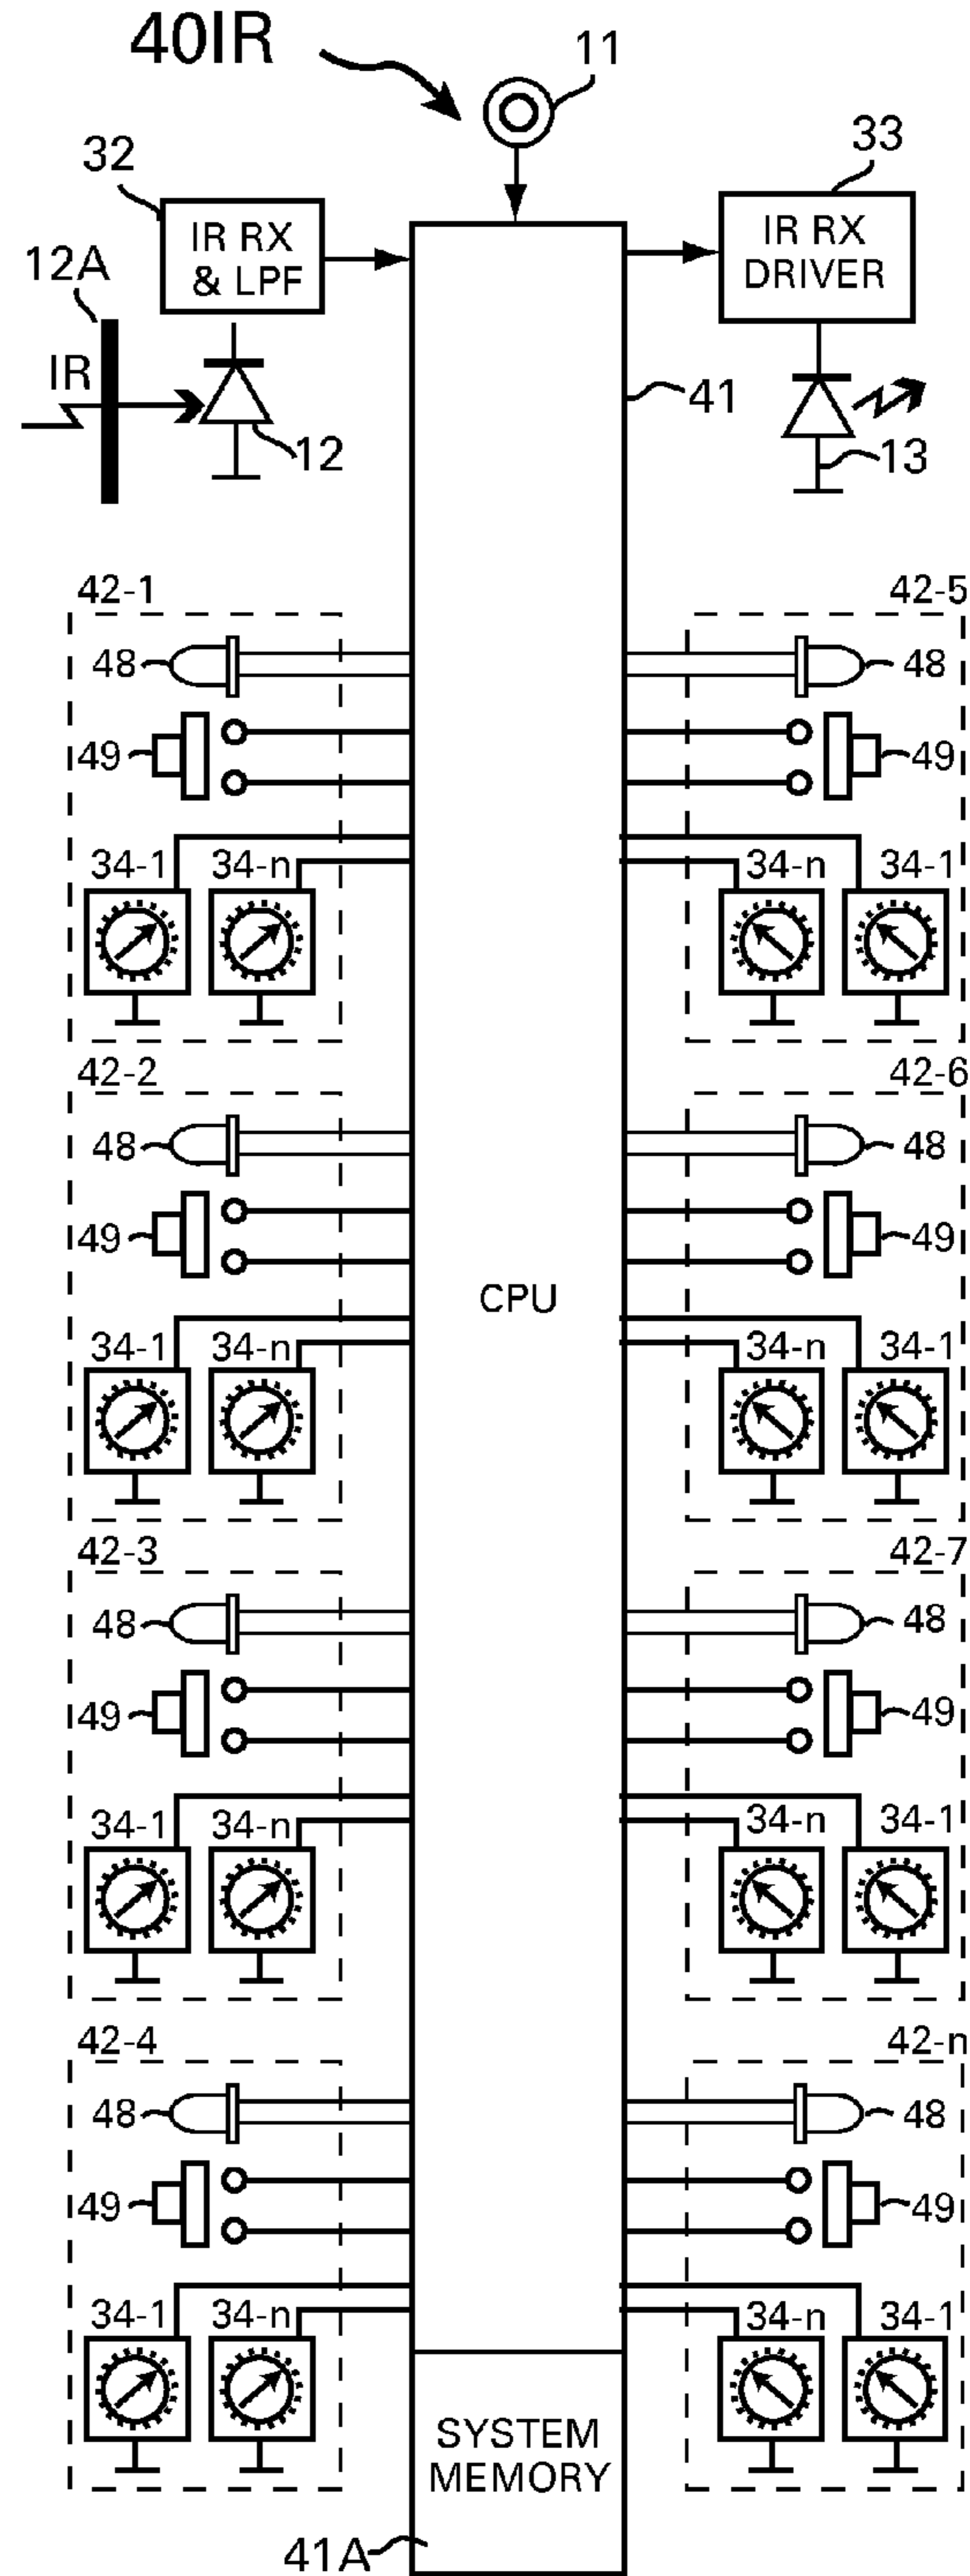 40IR
11
32
33
IR RX
& LPF
IR RX
DRIVER
12A
IR
41
12
13
42-1
42-5
48
48
49
49
34-1 34-n
34-n 34-1
42-2
42-6
48
48
49
49
CPU
34-1 34-n
34-n 34-1
42-3
42-7
48
48
49
49
34-1 34-n
34-n 34-1
42-4
42-n
48
48
49
49
34-1 34-n
34-n 34-1
SYSTEM
MEMORY
41A